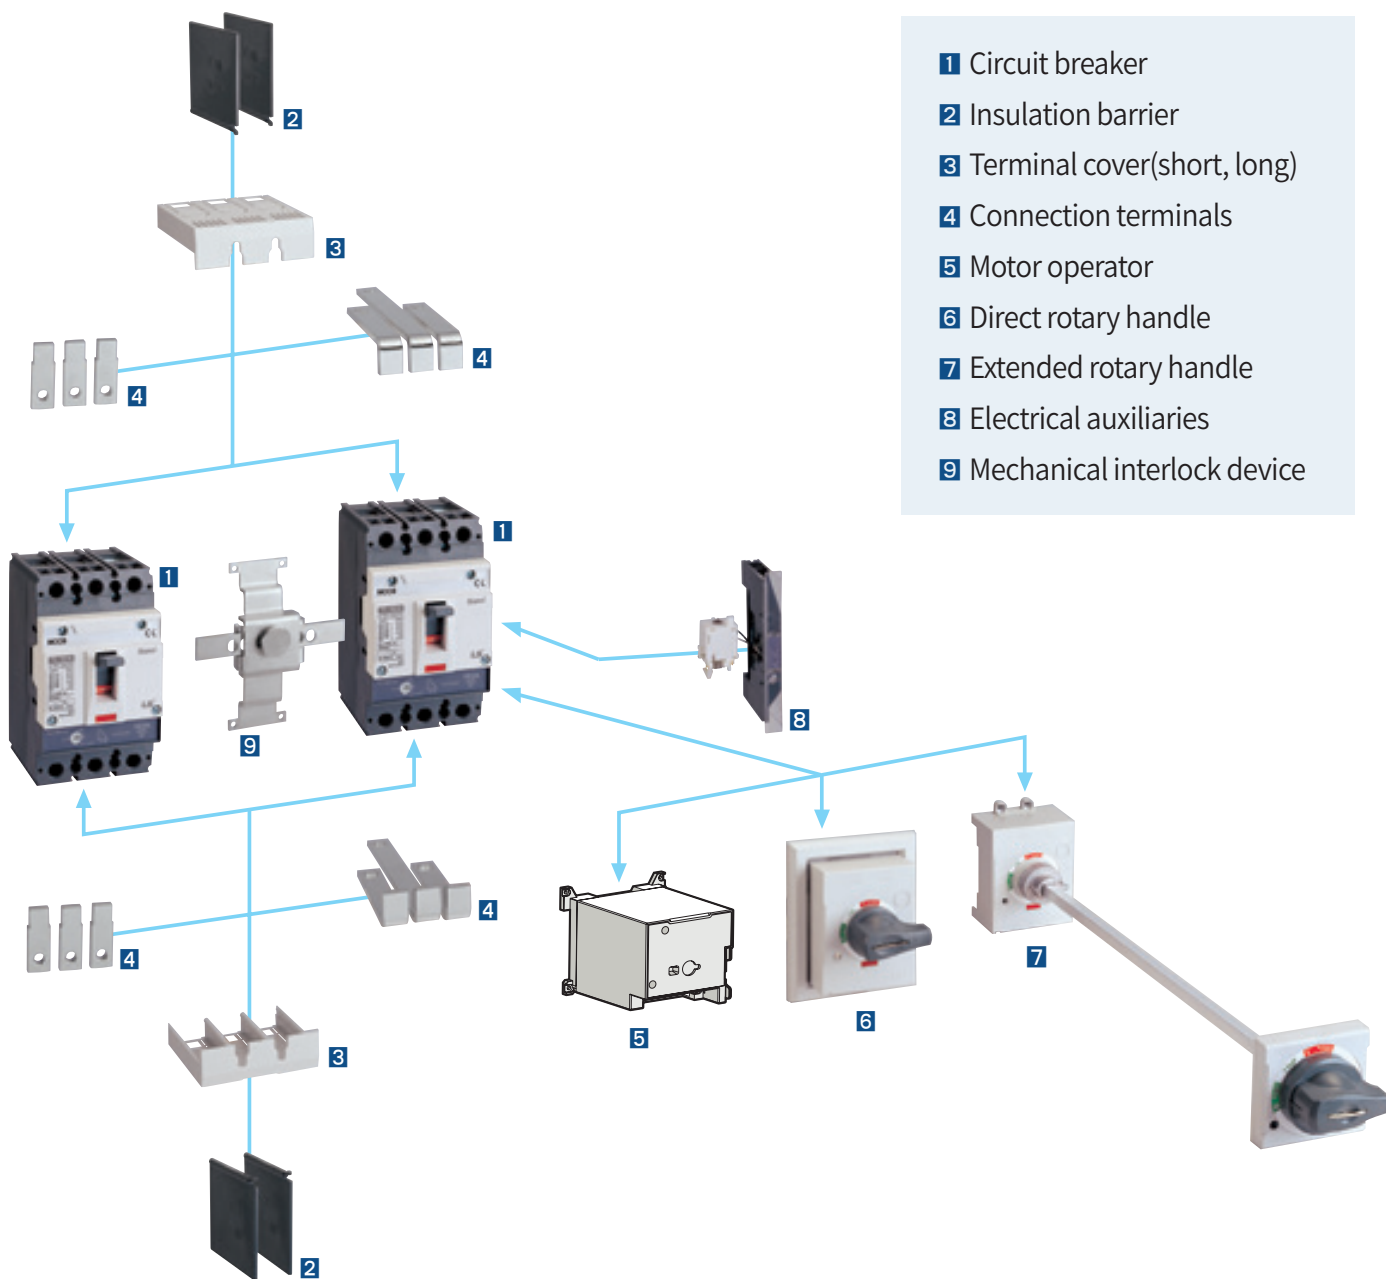 1 Circuit breaker
2 Insulation barrier
3 Terminal cover(short, long)
4 Connection terminals
5 Motor operator
6 Direct rotary handle
7 Extended rotary handle
8 Electrical auxiliaries
9 Mechanical interlock device
2
3
4
4
1
1
9
8
4
4
5
6
7
3
2